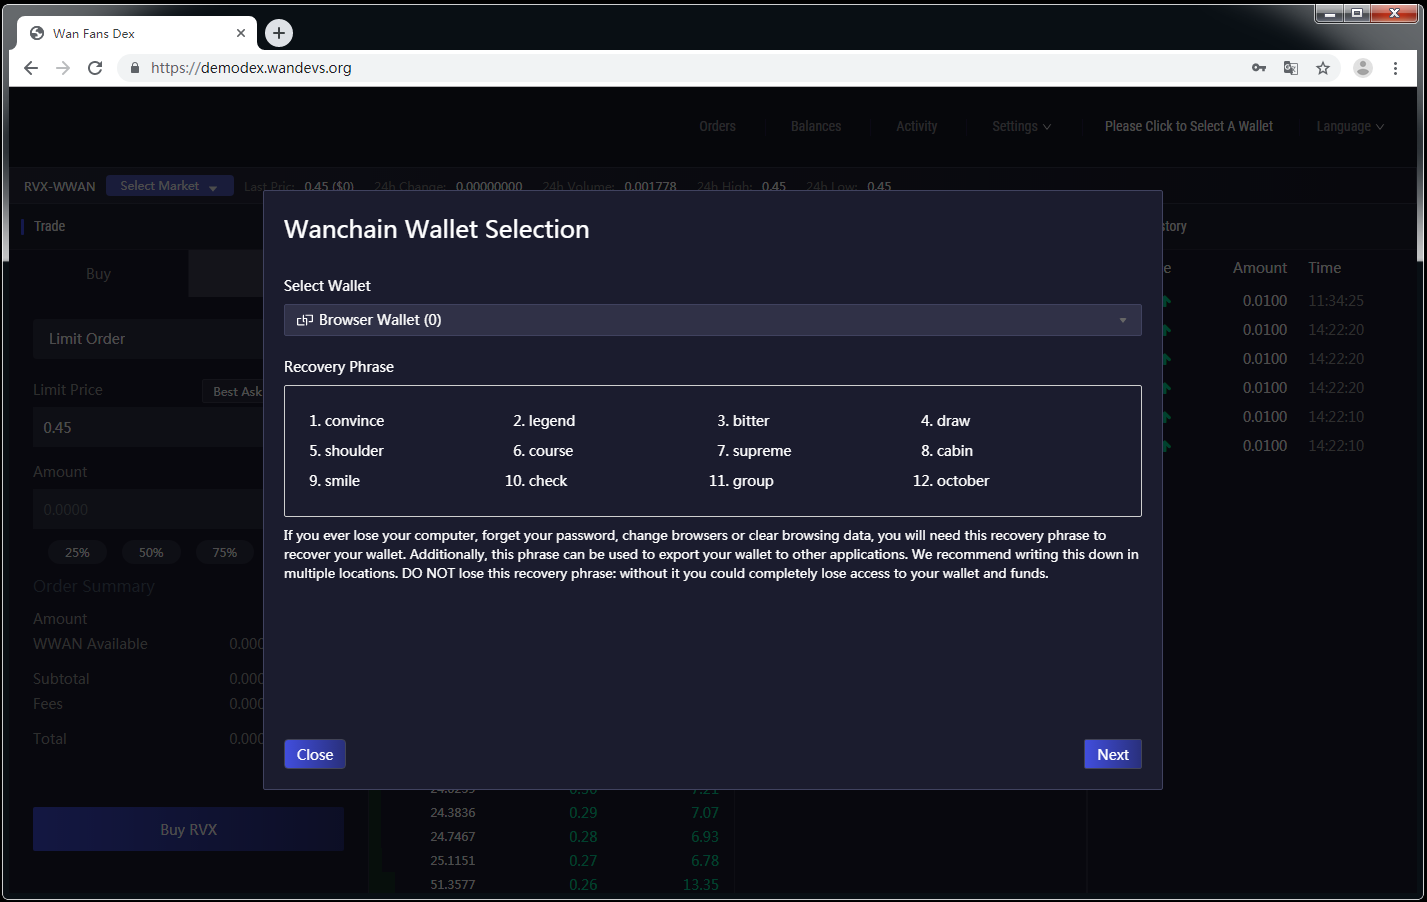 Wan Fans Dex
https://demodex.wandevs.org
Orders Balances Activity Settings Please Click to Select A Wallet Language
RVX-WWAN Select Market Last Pric: 0.45 ($0) 24h Change: 0.00000000 24h Volume: 0.001778 24h High: 0.45 24h Low: 0.45
Trade
Buy
Limit Order
Limit Price Best Ask
0.45
Amount
0.0000
25% 50% 75%
Order Summary
Amount
WWAN Available 0.000
Subtotal 0.000
Fees 0.000
Total 0.000
Buy RVX
Wanchain Wallet Selection
Select Wallet
Browser Wallet (0)
Recovery Phrase
1. convince 2. legend 3. bitter 4. draw
5. shoulder 6. course 7. supreme 8. cabin
9. smile 10. check 11. group 12. october
If you ever lose your computer, forget your password, change browsers or clear browsing data, you will need this recovery phrase to
recover your wallet. Additionally, this phrase can be used to export your wallet to other applications. We recommend writing this down in
multiple locations. DO NOT lose this recovery phrase: without it you could completely lose access to your wallet and funds.
Close Next
24.3836 0.29 7.07
24.7467 0.28 6.93
25.1151 0.27 6.78
51.3577 0.26 13.35
story
e Amount Time
0.0100 11:34:25
0.0100 14:22:20
0.0100 14:22:20
0.0100 14:22:20
0.0100 14:22:10
0.0100 14:22:10